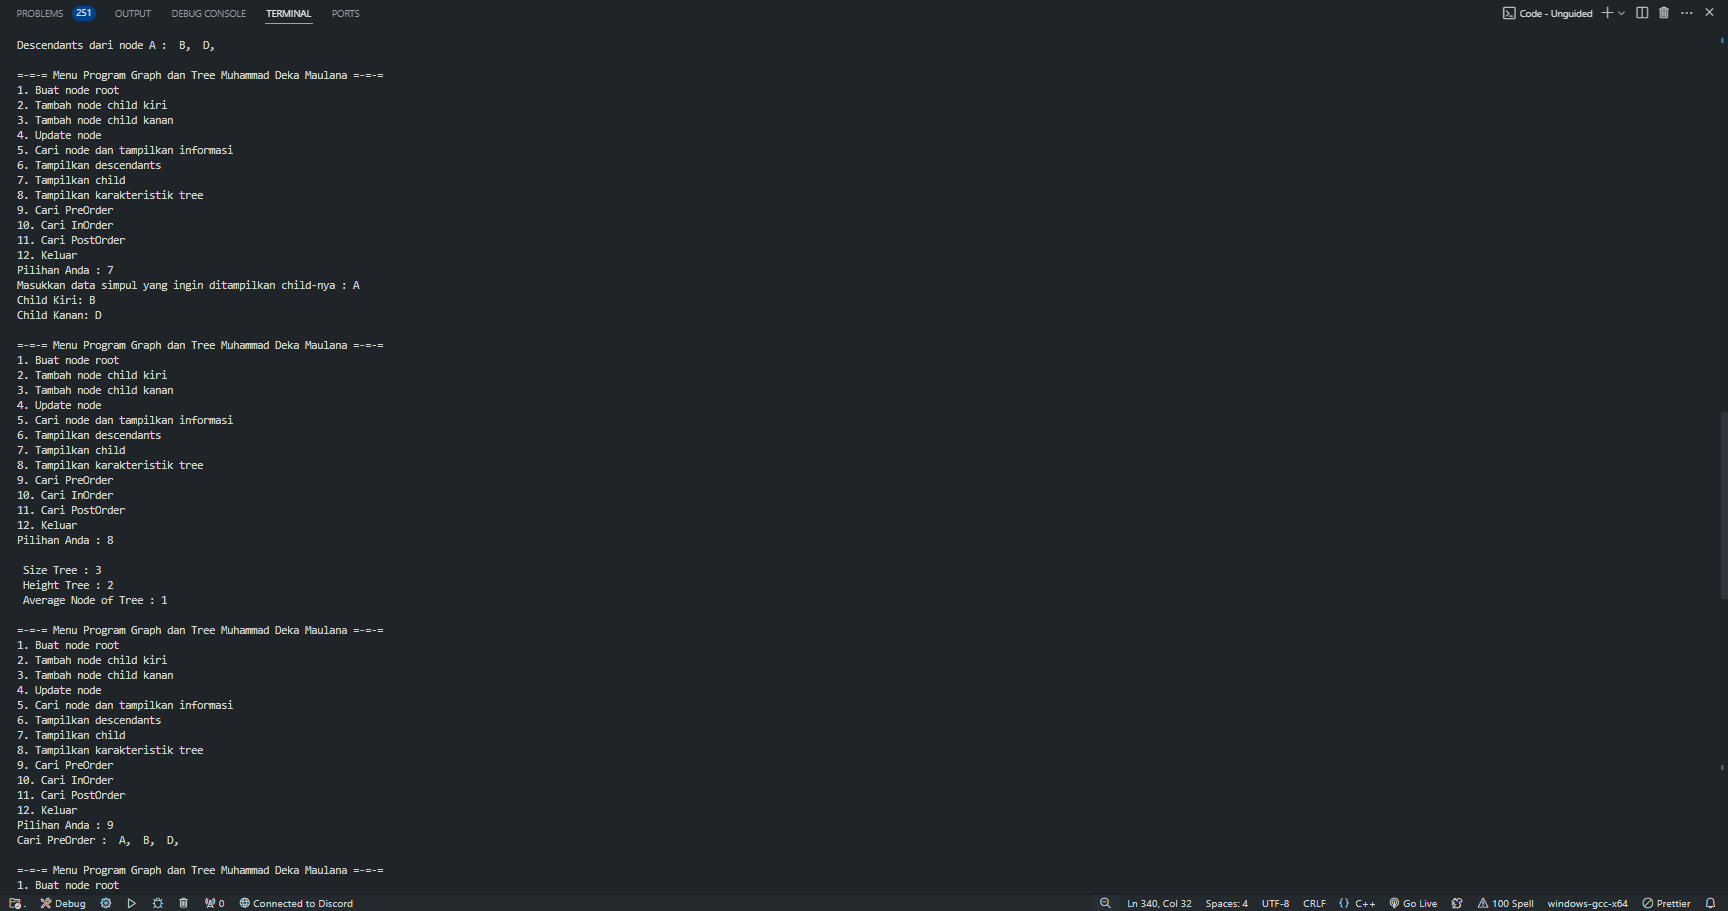 PROBLEMS 251 OUTPUT DEBUG CONSOLE TERMINAL PORTS Code - Unguided
Descendants dari node A :  B,  D,
=-=-= Menu Program Graph dan Tree Muhammad Deka Maulana =-=-=
1. Buat node root
2. Tambah node child kiri
3. Tambah node child kanan
4. Update node
5. Cari node dan tampilkan informasi
6. Tampilkan descendants
7. Tampilkan child
8. Tampilkan karakteristik tree
9. Cari PreOrder
10. Cari InOrder
11. Cari PostOrder
12. Keluar
Pilihan Anda : 7
Masukkan data simpul yang ingin ditampilkan child-nya : A
Child Kiri: B
Child Kanan: D
=-=-= Menu Program Graph dan Tree Muhammad Deka Maulana =-=-=
1. Buat node root
2. Tambah node child kiri
3. Tambah node child kanan
4. Update node
5. Cari node dan tampilkan informasi
6. Tampilkan descendants
7. Tampilkan child
8. Tampilkan karakteristik tree
9. Cari PreOrder
10. Cari InOrder
11. Cari PostOrder
12. Keluar
Pilihan Anda : 8
Size Tree : 3
Height Tree : 2
Average Node of Tree : 1
=-=-= Menu Program Graph dan Tree Muhammad Deka Maulana =-=-=
1. Buat node root
2. Tambah node child kiri
3. Tambah node child kanan
4. Update node
5. Cari node dan tampilkan informasi
6. Tampilkan descendants
7. Tampilkan child
8. Tampilkan karakteristik tree
9. Cari PreOrder
10. Cari InOrder
11. Cari PostOrder
12. Keluar
Pilihan Anda : 9
Cari PreOrder :  A,  B,  D,
=-=-= Menu Program Graph dan Tree Muhammad Deka Maulana =-=-=
1. Buat node root
Debug 0 Connected to Discord Ln 340, Col 32 Spaces: 4 UTF-8 CRLF {} C++ Go Live 100 Spell windows-gcc-x64 Prettier